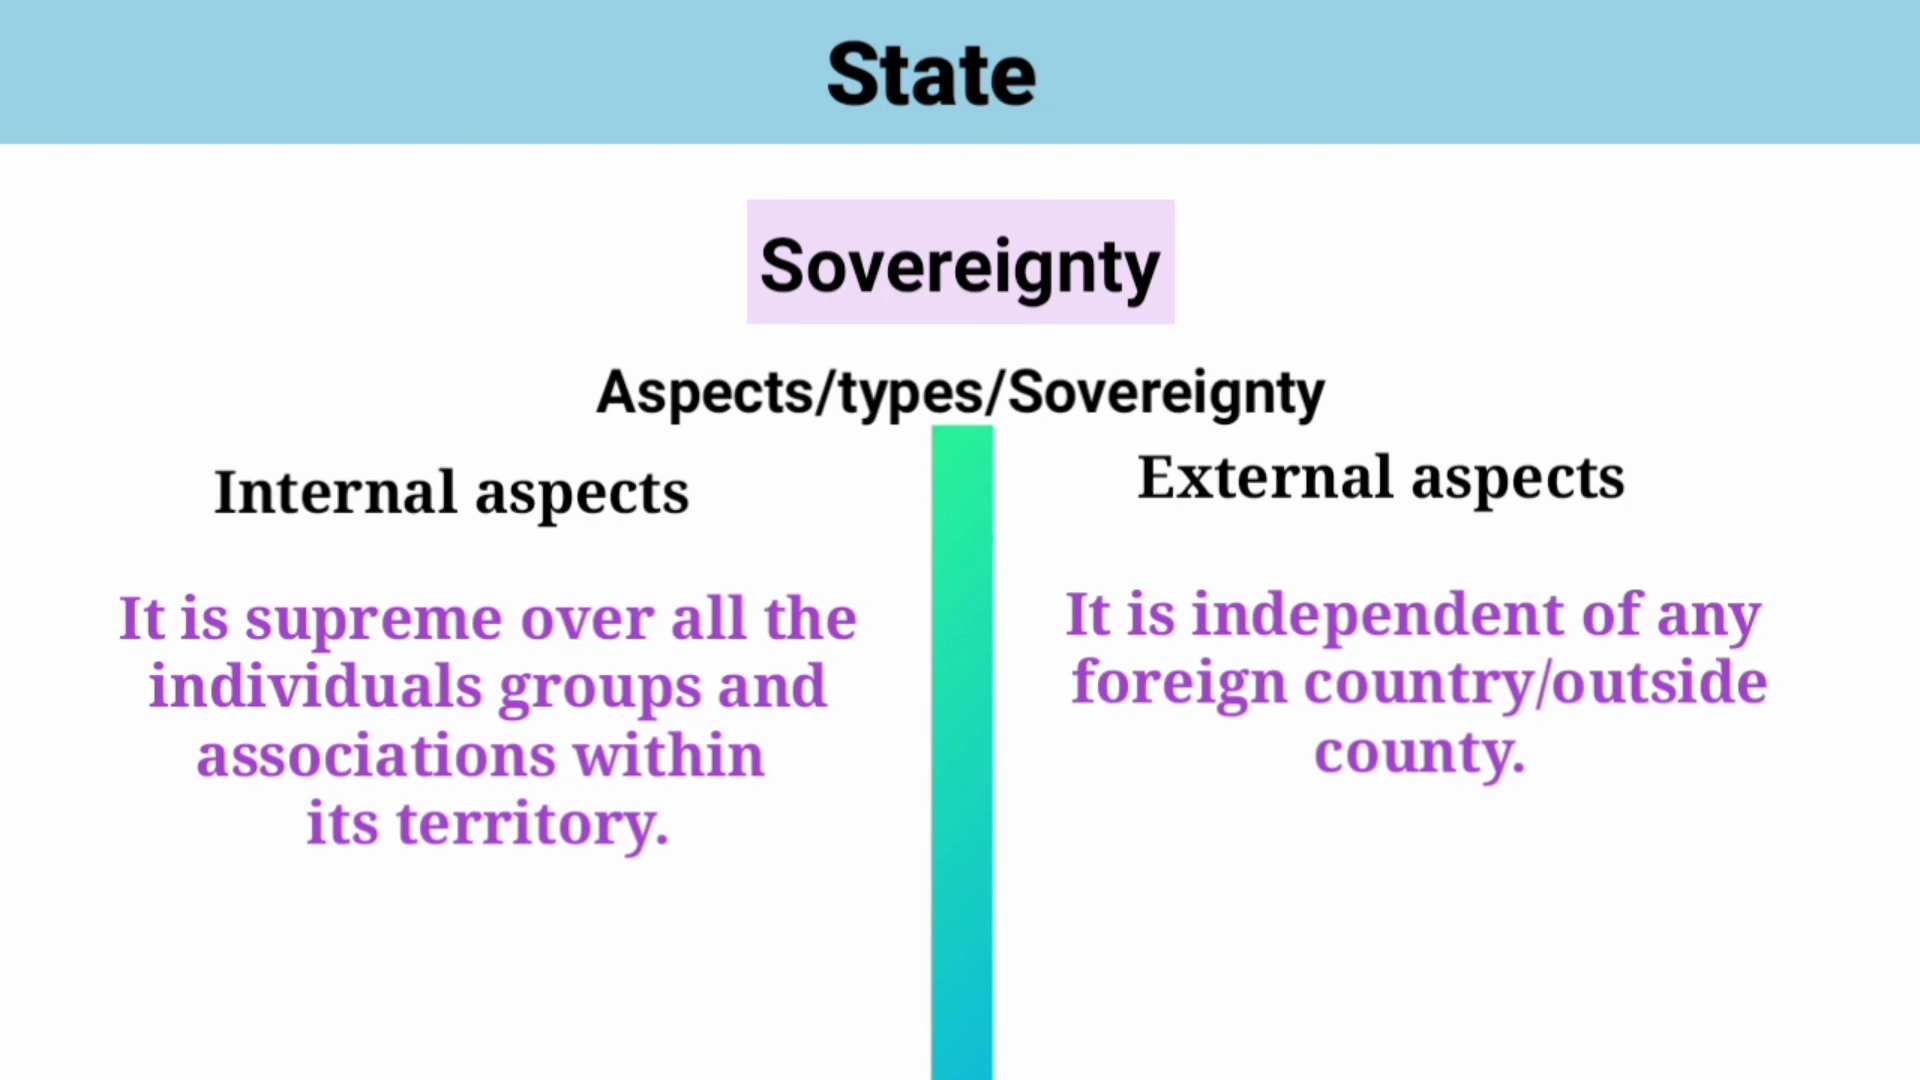 State
Sovereignty
Aspects/types/Sovereignty
Internal aspects
It is supreme over all the
individuals groups and
associations within
its territory.
External aspects
It is independent of any
foreign country/outside
county.